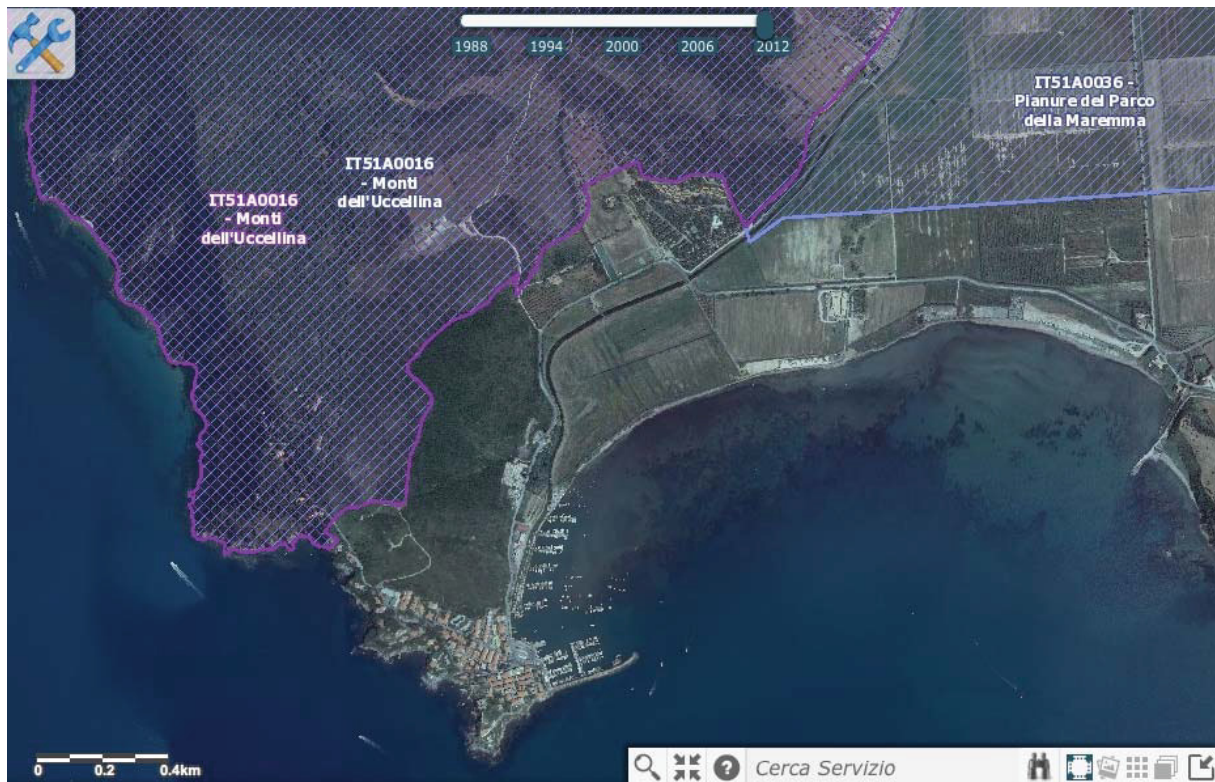 1988 1994 2000 2006 2012
IT51A0036 -
Pianure del Parco
della Maremma
IT51A0016
- Monti
dell'Uccellina
IT51A0016
- Monti
dell'Uccellina
0 0.2 0.4km
Cerca Servizio